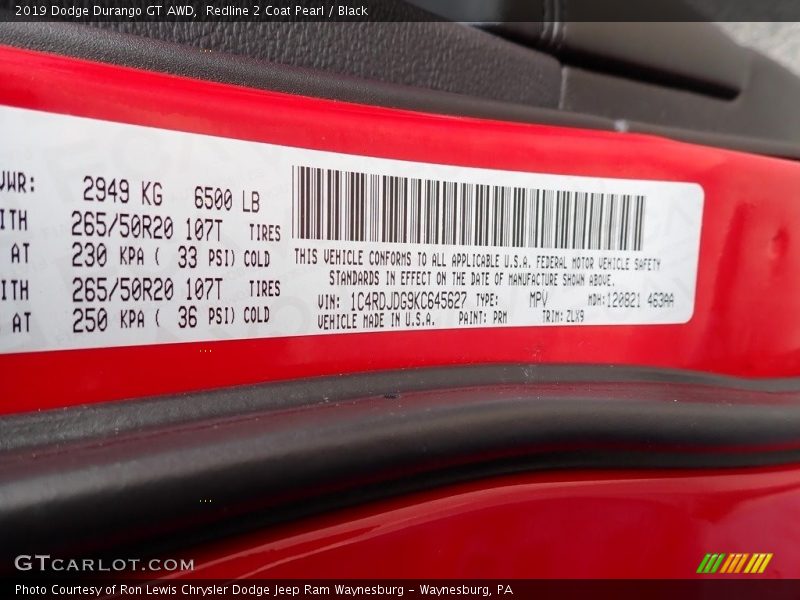 2019 Dodge Durango GT AWD, Redline 2 Coat Pearl / Black
VWR: 2949 KG 6500 LB
ITH 265/50R20 107T TIRES
AT 230 KPA ( 33 PSI) COLD
ITH 265/50R20 107T TIRES
AT 250 KPA ( 36 PSI) COLD
THIS VEHICLE CONFORMS TO ALL APPLICABLE U.S.A. FEDERAL MOTOR VEHICLE SAFETY
STANDARDS IN EFFECT ON THE DATE OF MANUFACTURE SHOWN ABOVE.
VIN: 1C4RDJDG9KC645627 TYPE: MPV MDH:120821 463AA
VEHICLE MADE IN U.S.A. PAINT: PRM TRIM: ZLX9
GTCARLOT.COM
Photo Courtesy of Ron Lewis Chrysler Dodge Jeep Ram Waynesburg – Waynesburg, PA